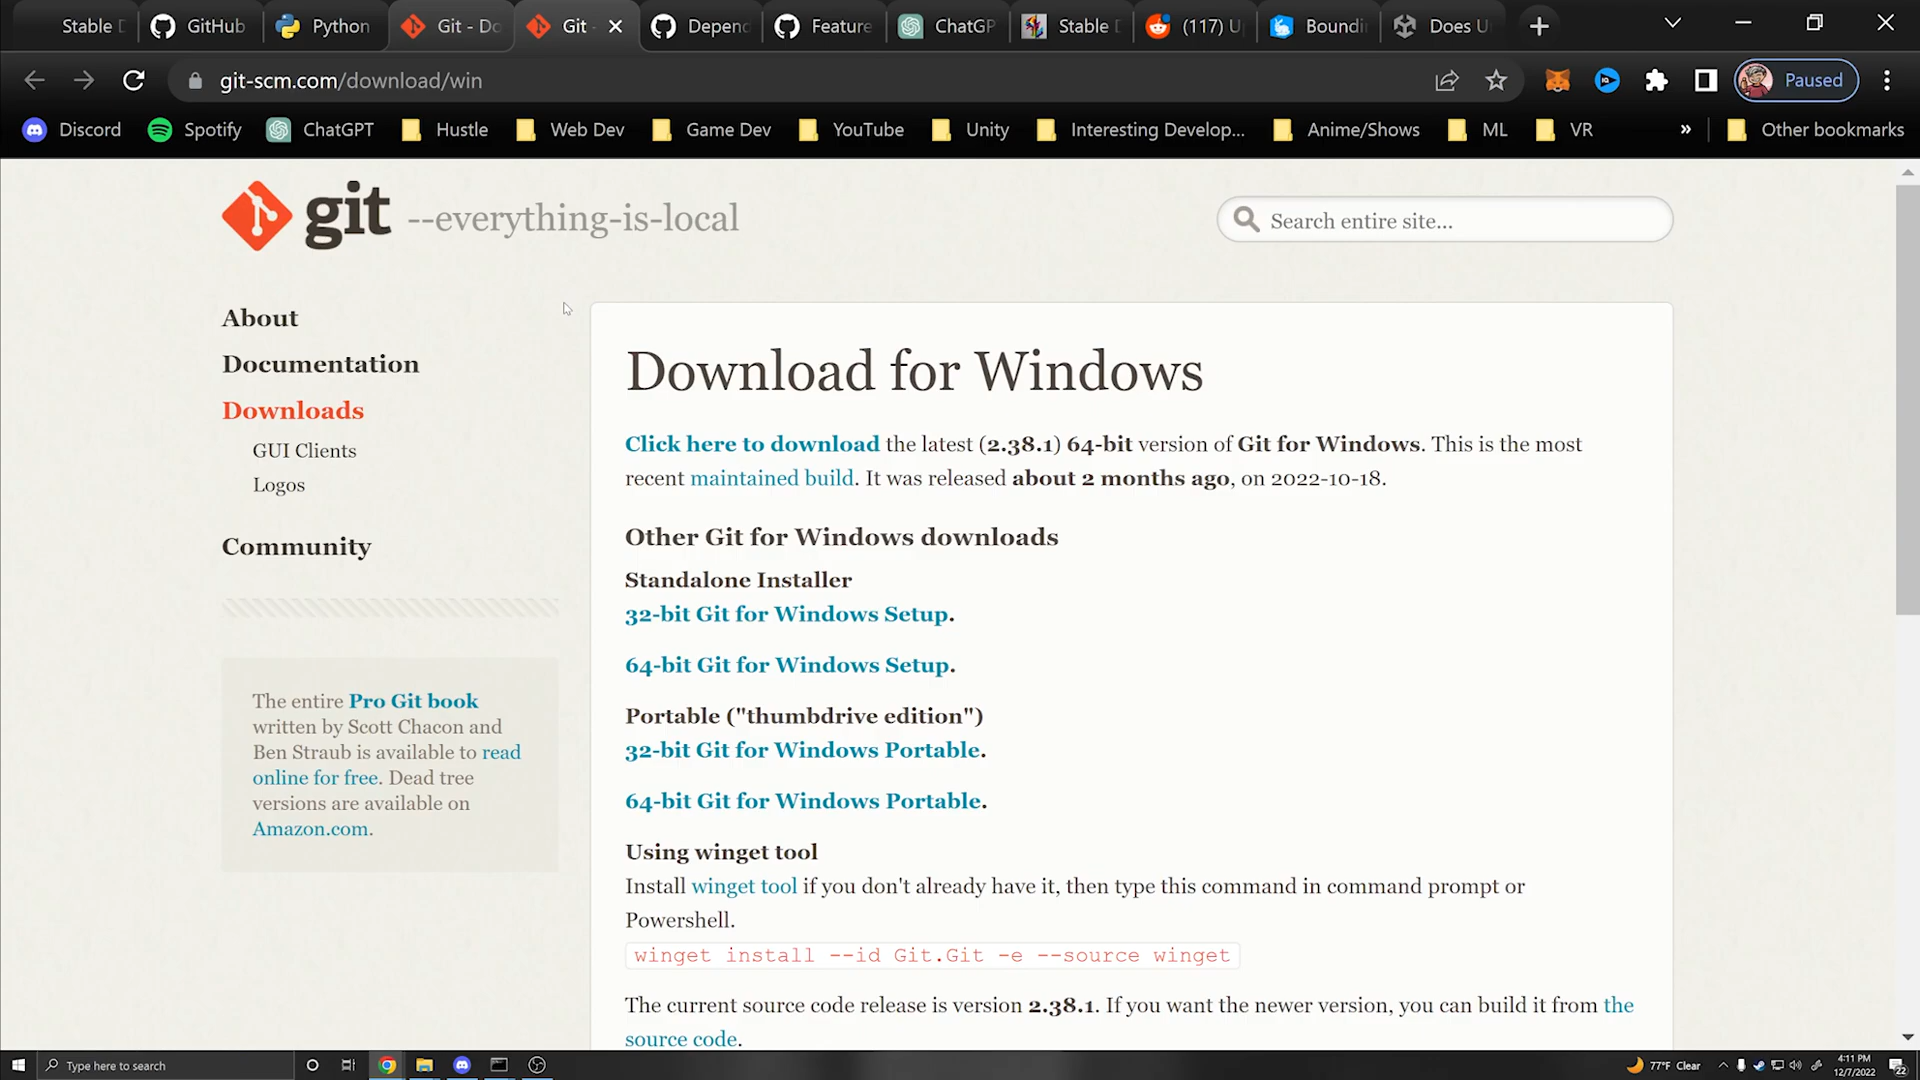 Stable D
GitHub
Python
Git - Do
Git -
Depend
Feature
ChatGP
Stable D
(117) U
Boundi
Does U
git-scm.com/download/win
Paused
Discord
Spotify
ChatGPT
Hustle
Web Dev
Game Dev
YouTube
Unity
Interesting Develop...
Anime/Shows
ML
VR
»
Other bookmarks
git --everything-is-local
Search entire site...
About
Documentation
Downloads
GUI Clients
Logos
Community
The entire Pro Git book
written by Scott Chacon and
Ben Straub is available to read
online for free. Dead tree
versions are available on
Amazon.com.
Download for Windows
Click here to download the latest (2.38.1) 64-bit version of Git for Windows. This is the most
recent maintained build. It was released about 2 months ago, on 2022-10-18.
Other Git for Windows downloads
Standalone Installer
32-bit Git for Windows Setup.
64-bit Git for Windows Setup.
Portable ("thumbdrive edition")
32-bit Git for Windows Portable.
64-bit Git for Windows Portable.
Using winget tool
Install winget tool if you don't already have it, then type this command in command prompt or
Powershell.
winget install --id Git.Git -e --source winget
The current source code release is version 2.38.1. If you want the newer version, you can build it from the
source code.
Type here to search
77°F Clear
4:11 PM
12/7/2022
22